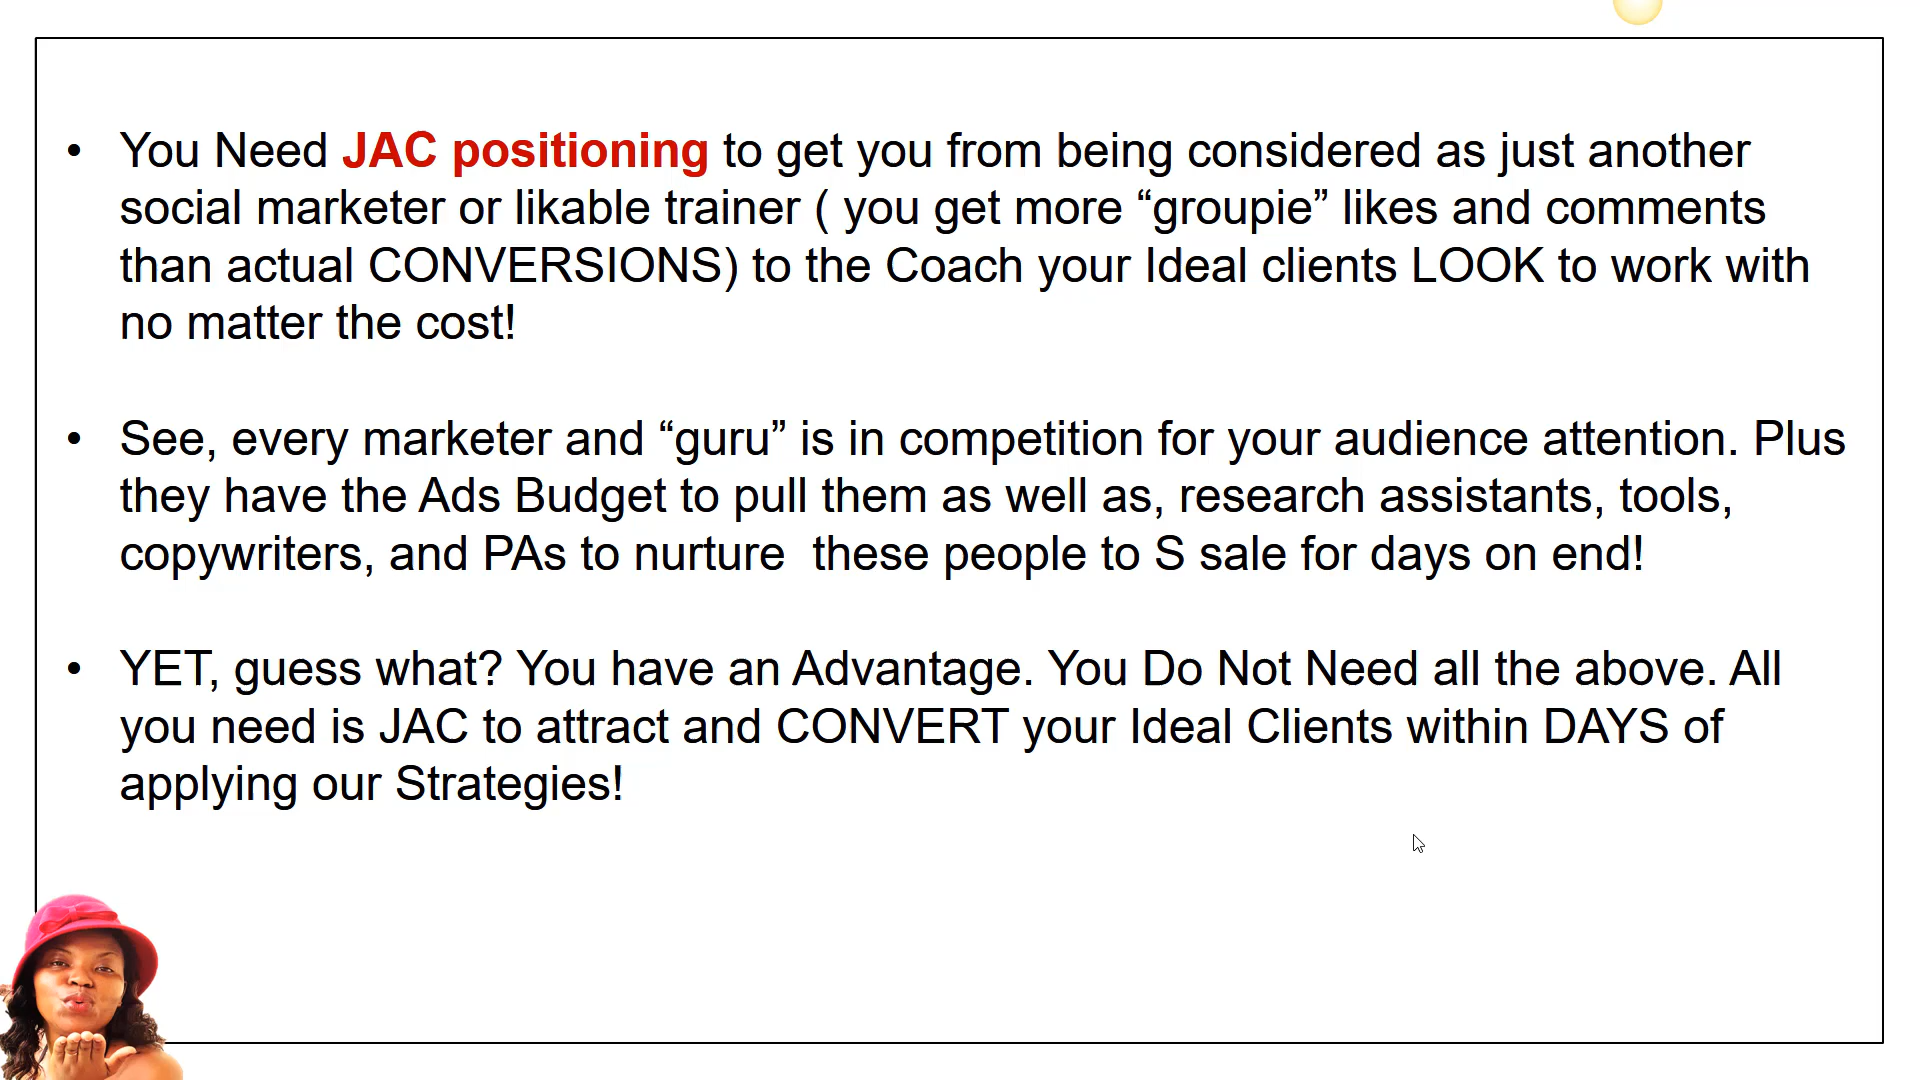 • You Need JAC positioning to get you from being considered as just another
social marketer or likable trainer ( you get more “groupie” likes and comments
than actual CONVERSIONS) to the Coach your Ideal clients LOOK to work with
no matter the cost!
• See, every marketer and “guru” is in competition for your audience attention. Plus
they have the Ads Budget to pull them as well as, research assistants, tools,
copywriters, and PAs to nurture  these people to S sale for days on end!
• YET, guess what? You have an Advantage. You Do Not Need all the above. All
you need is JAC to attract and CONVERT your Ideal Clients within DAYS of
applying our Strategies!